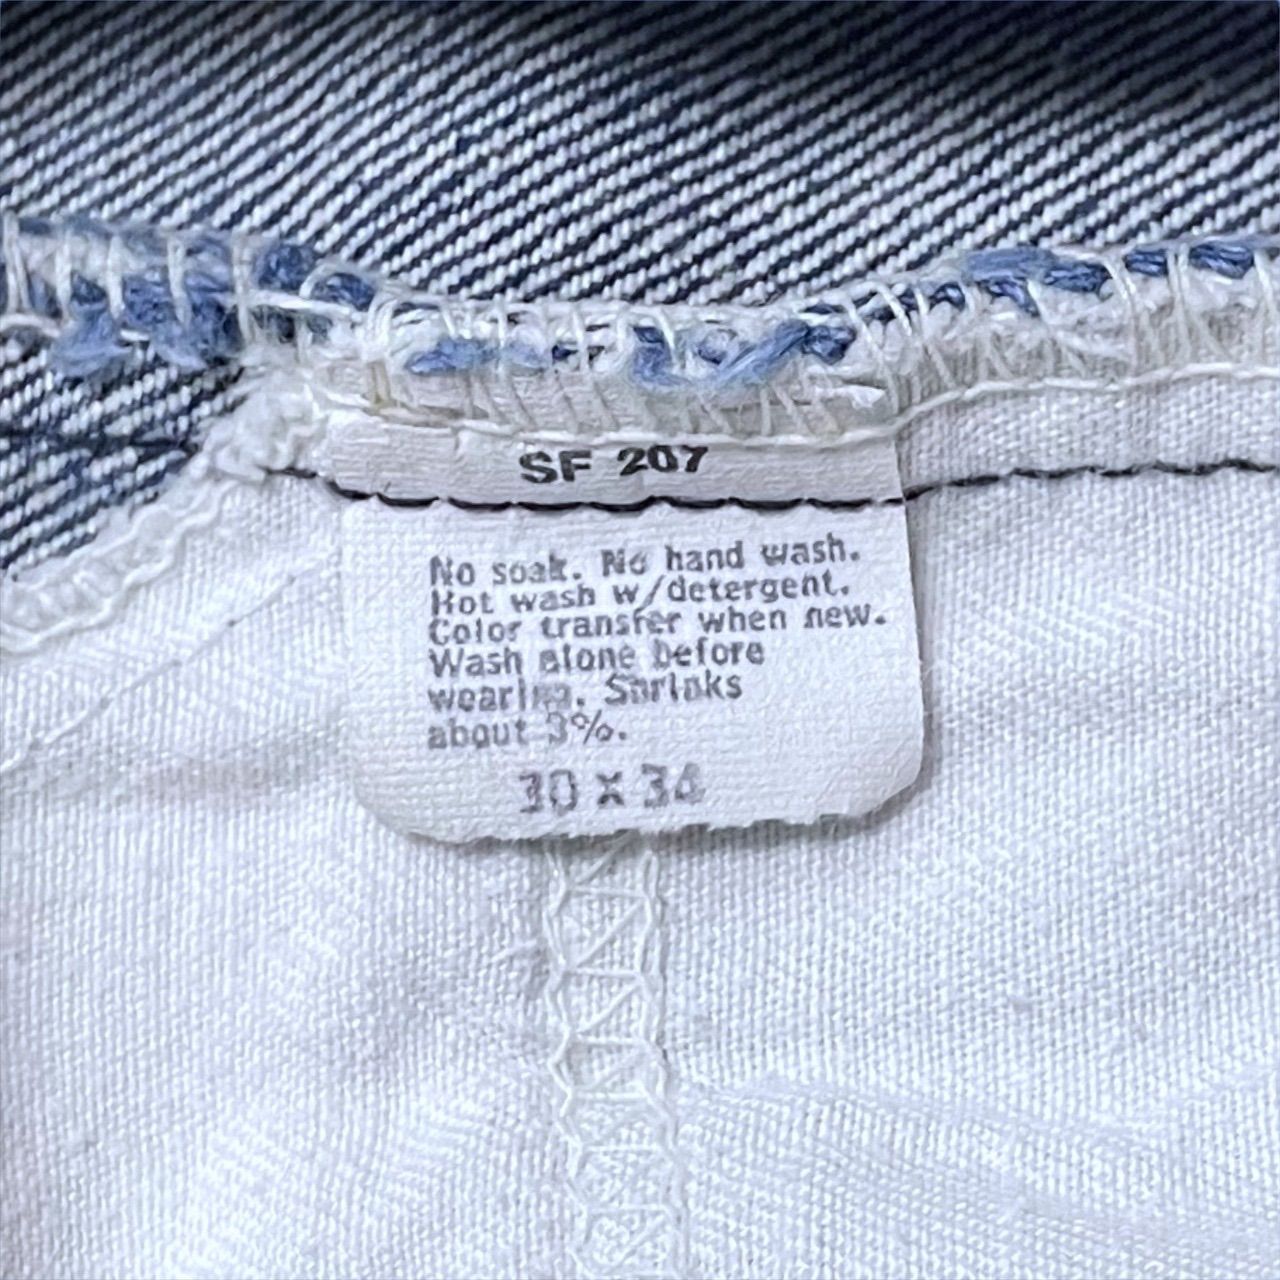 SF 207
No soak. No hand wash.
Hot wash w/detergent.
Color transfer when new.
Wash alone before
wearing. Shrinks
about 3%.
30 x 34